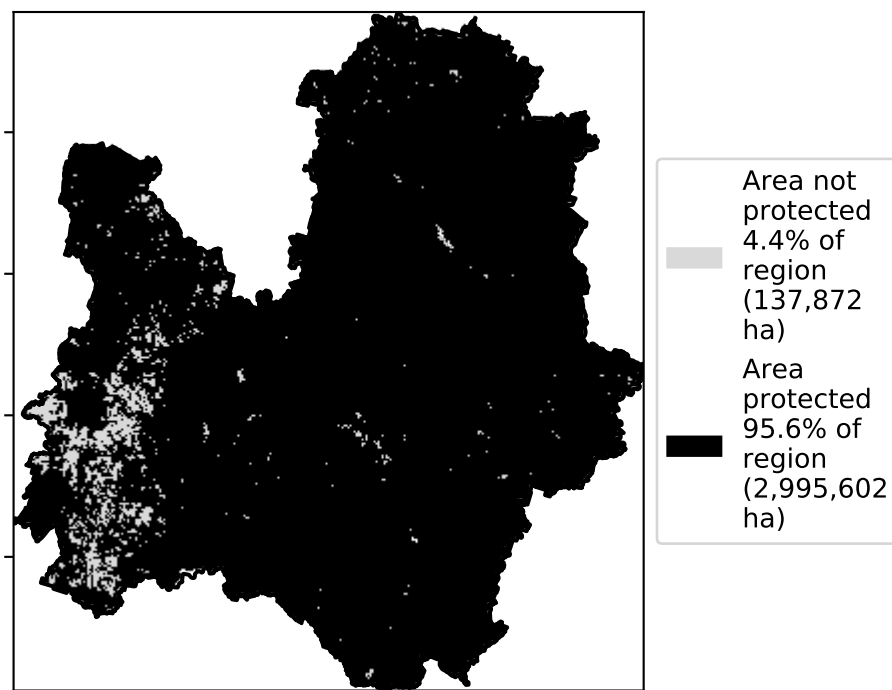 Area not
protected
4.4% of
region
(137,872
ha)
Area
protected
95.6% of
region
(2,995,602
ha)